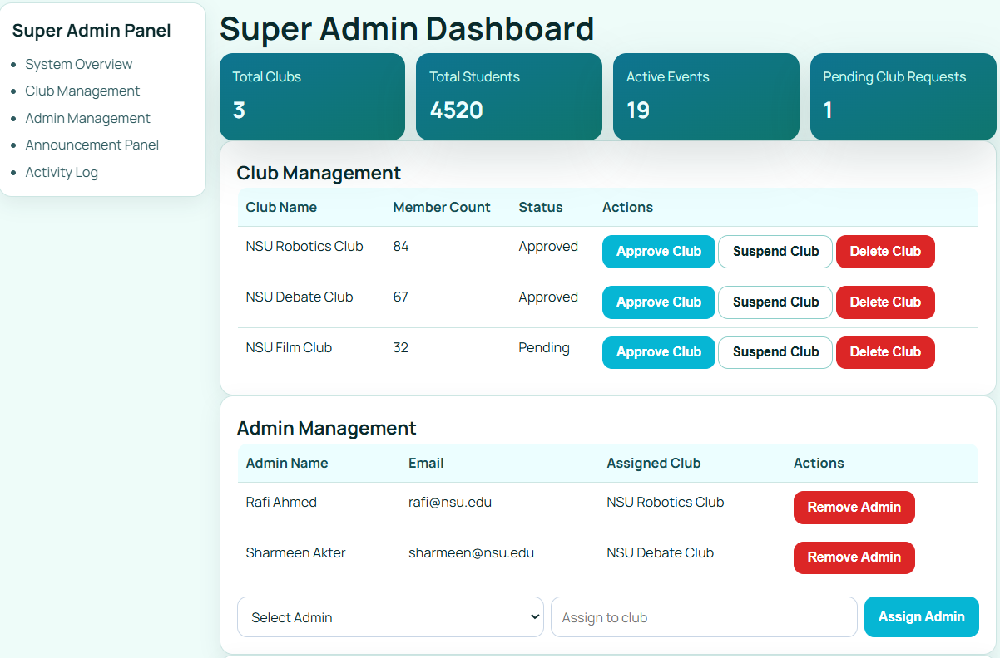 Super Admin Panel
System Overview
Club Management
Admin Management
Announcement Panel
Activity Log
Super Admin Dashboard
Total Clubs
3
Total Students
4520
Active Events
19
Pending Club Requests
1
Club Management
Club Name Member Count Status Actions
NSU Robotics Club 84 Approved Approve Club Suspend Club Delete Club
NSU Debate Club 67 Approved Approve Club Suspend Club Delete Club
NSU Film Club 32 Pending Approve Club Suspend Club Delete Club
Admin Management
Admin Name Email Assigned Club Actions
Rafi Ahmed rafi@nsu.edu NSU Robotics Club Remove Admin
Sharmeen Akter sharmeen@nsu.edu NSU Debate Club Remove Admin
Select Admin Assign to club Assign Admin